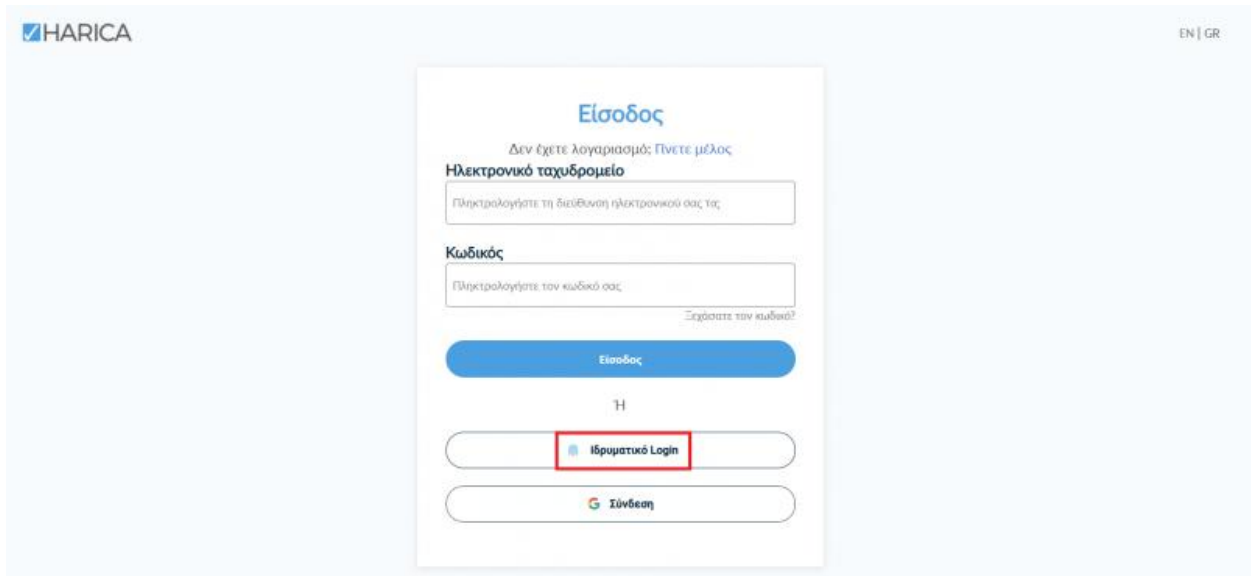 HARICA
EN | GR
Είσοδος
Δεν έχετε λογαριασμό; Γίνετε μέλος
Ηλεκτρονικό ταχυδρομείο
Πληκτρολογήστε τη διεύθυνση ηλεκτρονικού σας τα;
Κωδικός
Πληκτρολογήστε τον κωδικό σας
Ξεχάσατε τον κωδικό?
Είσοδος
Ή
Ιδρυματικό Login
Σύνδεση